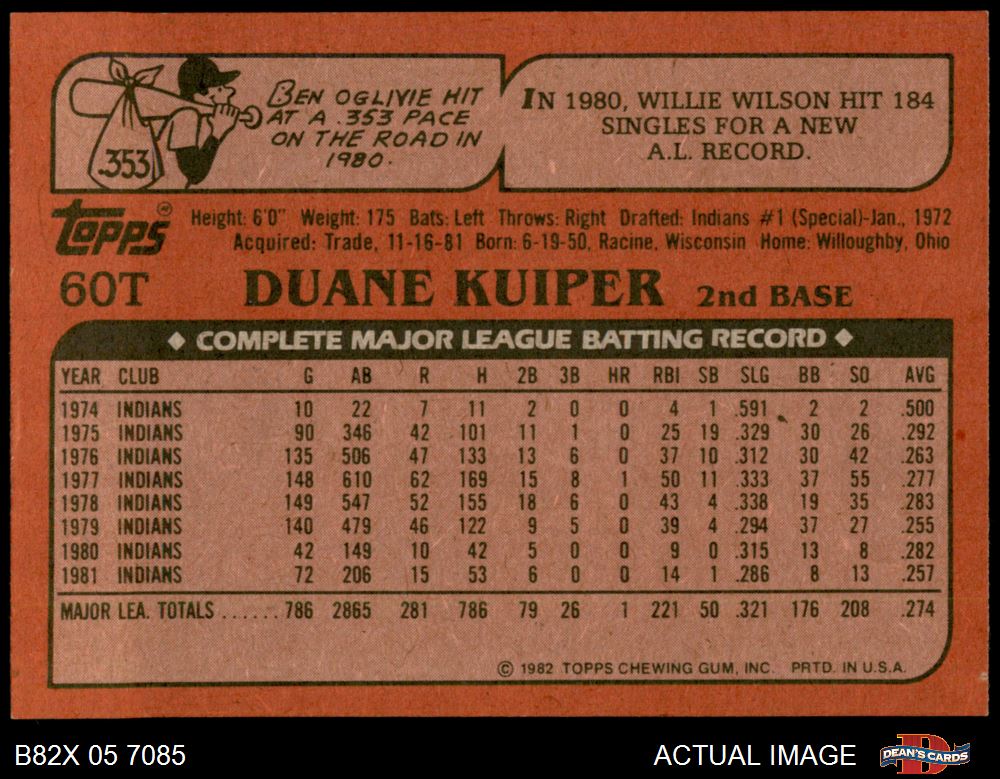 BEN OGLIVIE HIT
AT A .353 PACE
ON THE ROAD IN
1980.
.353
IN 1980, WILLIE WILSON HIT 184
SINGLES FOR A NEW
A.L. RECORD.
TOPPS®
Height: 6'0" Weight: 175 Bats: Left Throws: Right Drafted: Indians #1 (Special)-Jan., 1972
Acquired: Trade, 11-16-81 Born: 6-19-50, Racine, Wisconsin Home: Willoughby, Ohio
60T DUANE KUIPER 2nd BASE
◆ COMPLETE MAJOR LEAGUE BATTING RECORD ◆
YEAR CLUB G AB R H 2B 3B HR RBI SB SLG BB SO AVG
1974 INDIANS 10 22 7 11 2 0 0 4 1 .591 2 2 .500
1975 INDIANS 90 346 42 101 11 1 0 25 19 .329 30 26 .292
1976 INDIANS 135 506 47 133 13 6 0 37 10 .312 30 42 .263
1977 INDIANS 148 610 62 169 15 8 1 50 11 .333 37 55 .277
1978 INDIANS 149 547 52 155 18 6 0 43 4 .338 19 35 .283
1979 INDIANS 140 479 46 122 9 5 0 39 4 .294 37 27 .255
1980 INDIANS 42 149 10 42 5 0 0 9 0 .315 13 8 .282
1981 INDIANS 72 206 15 53 6 0 0 14 1 .286 8 13 .257
MAJOR LEA. TOTALS ...... 786 2865 281 786 79 26 1 221 50 .321 176 208 .274
© 1982 TOPPS CHEWING GUM, INC. PRTD. IN U.S.A.
B82X 05 7085 ACTUAL IMAGE DEAN'S CARDS